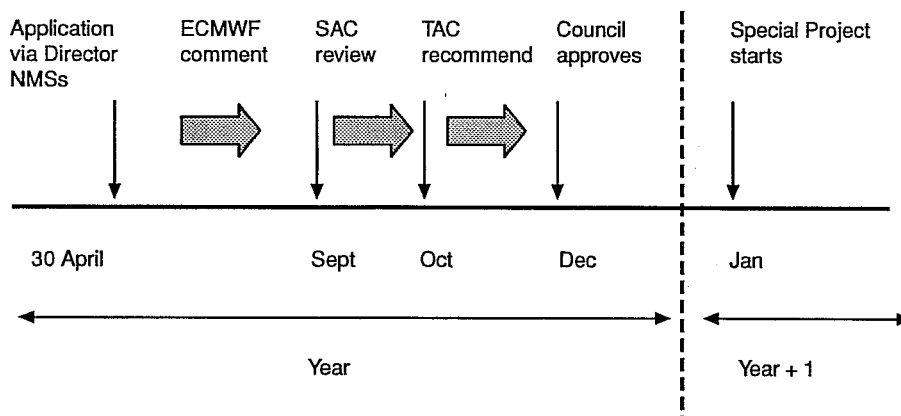 Application
via Director
NMSs
ECMWF
comment
SAC
review
TAC
recommend
Council
approves
Special Project
starts
30 April
Sept
Oct
Dec
Jan
Year
Year + 1